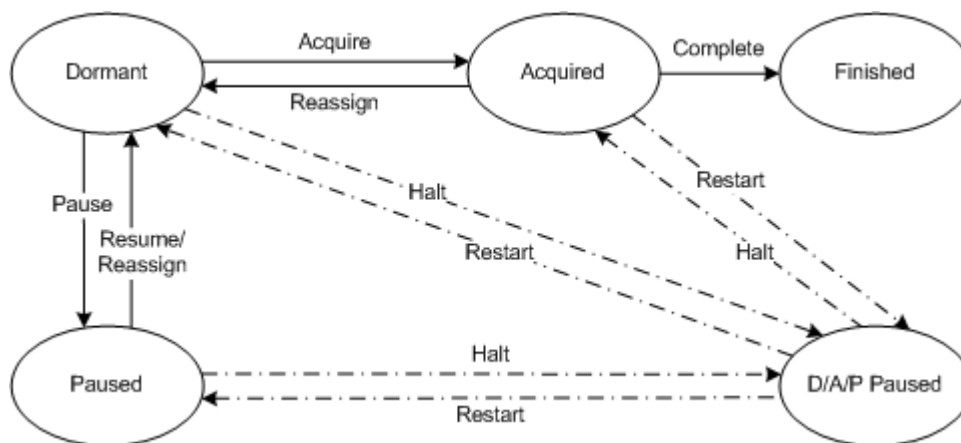 Acquire
Complete
Dormant
Acquired
Finished
Reassign
Halt
Restart
Pause
Resume/
Reassign
Restart
Halt
Halt
Paused
D/A/P Paused
Restart